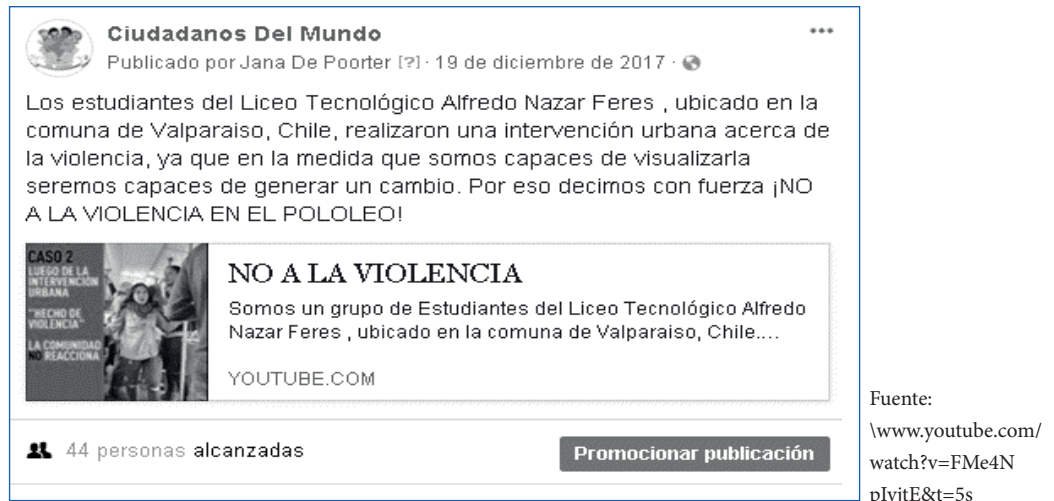 Ciudadanos Del Mundo
Publicado por Jana De Poorter [?] · 19 de diciembre de 2017 ·
Los estudiantes del Liceo Tecnológico Alfredo Nazar Feres , ubicado en la
comuna de Valparaiso, Chile, realizaron una intervención urbana acerca de
la violencia, ya que en la medida que somos capaces de visualizarla
seremos capaces de generar un cambio. Por eso decimos con fuerza ¡NO
A LA VIOLENCIA EN EL POLOLEO!
CASO 2
LUEGO DE LA
INTERVENCIÓN
URBANA
"HECHO DE
VIOLENCIA"
LA COMUNIDAD
NO REACCIONA
NO A LA VIOLENCIA
Somos un grupo de Estudiantes del Liceo Tecnológico Alfredo
Nazar Feres , ubicado en la comuna de Valparaiso, Chile....
YOUTUBE.COM
44 personas alcanzadas
Promocionar publicación
Fuente:
\www.youtube.com/
watch?v=FMe4N
pIvjtE&t=5s